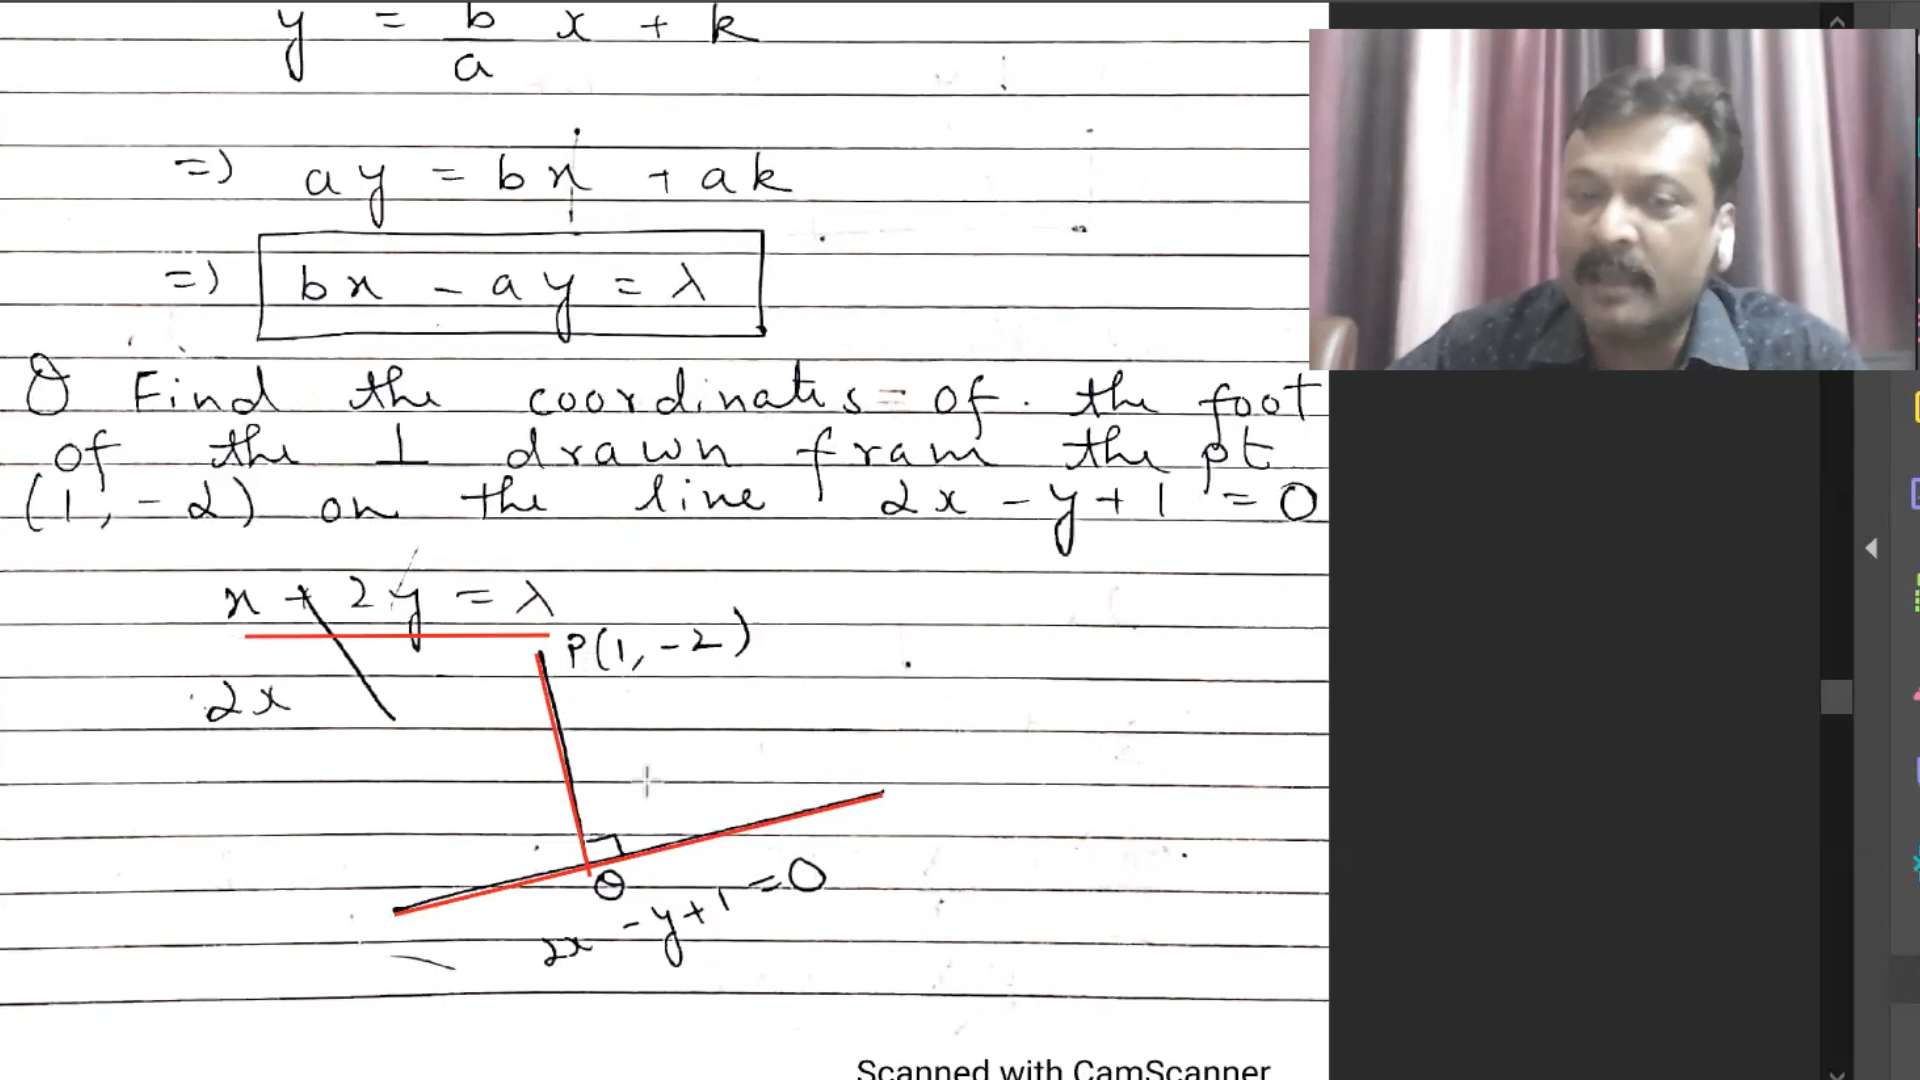 y = b/a x + k
=) ay = bx + ak
=) bx - ay = λ
Q Find the coordinates of the foot
of the ⊥ drawn fram the pt
(1, -2) on the line 2x - y + 1 = 0
x + 2y = λ
P(1, -2)
2x
Q
2x - y + 1 = 0
Scanned with CamScanner